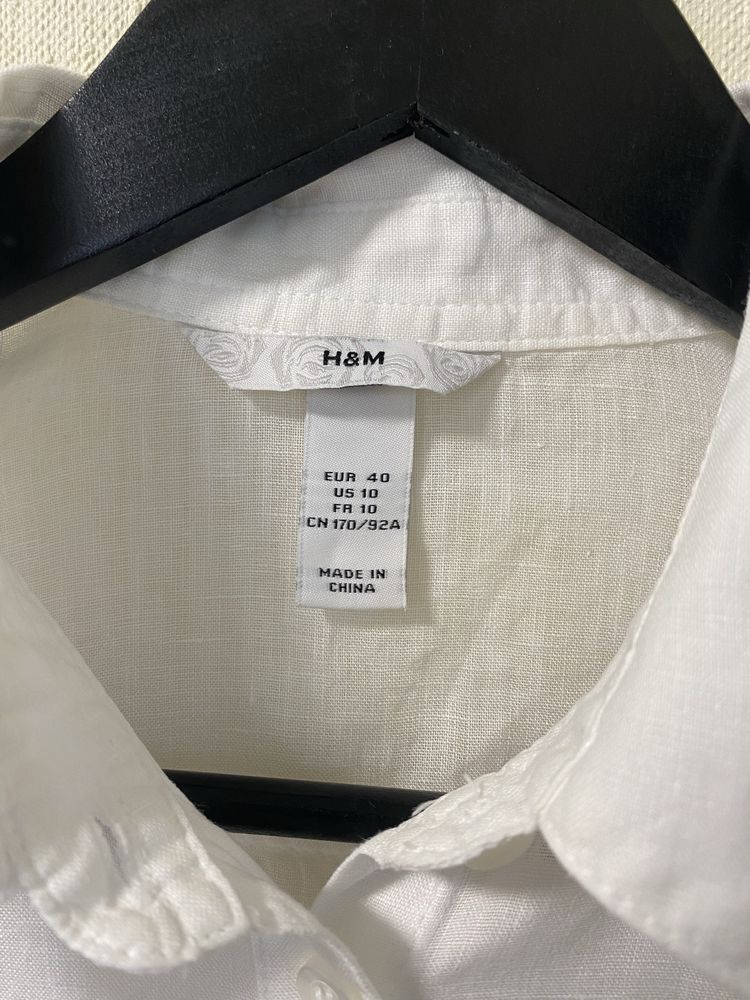 H&M
EUR 40
US 10
FR 10
CN 170/92A
MADE IN
CHINA